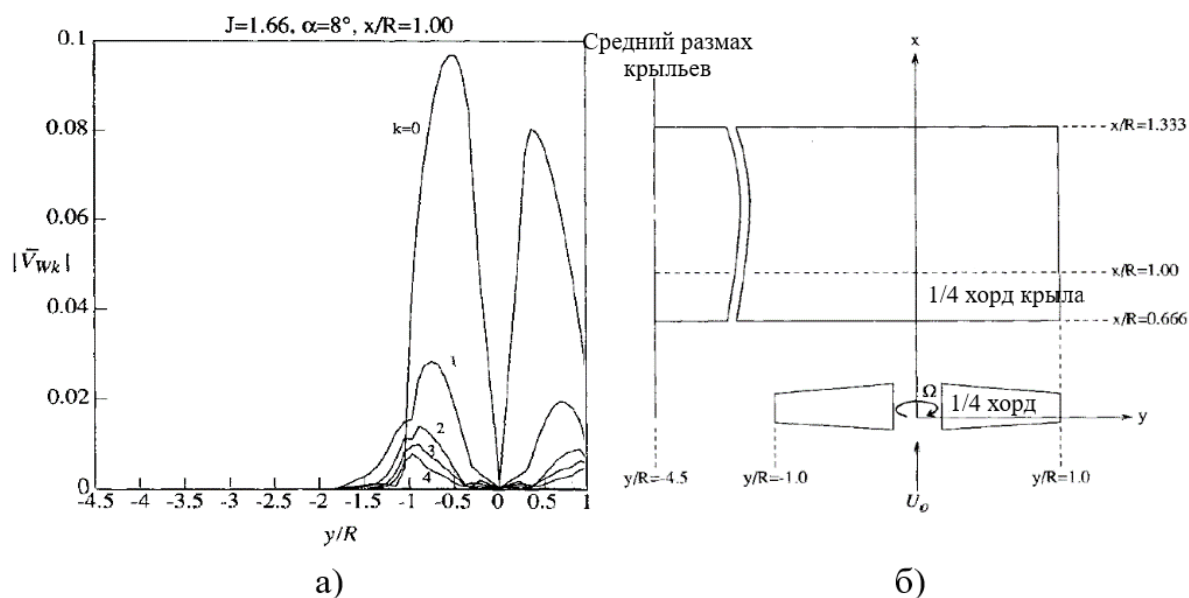 J=1.66, α=8°, x/R=1.00
0.1
0.08
0.06
|V̄Wk|
0.04
0.02
0
k=0
1
2
3
4
-4.5 -4 -3.5 -3 -2.5 -2 -1.5 -1 -0.5 0 0.5 1
y/R
а)
Средний размах
крыльев
x
x/R=1.333
x/R=1.00
1/4 хорд крыла
x/R=0.666
Ω
1/4 хорд
y
y/R=-4.5
y/R=-1.0
y/R=1.0
б)